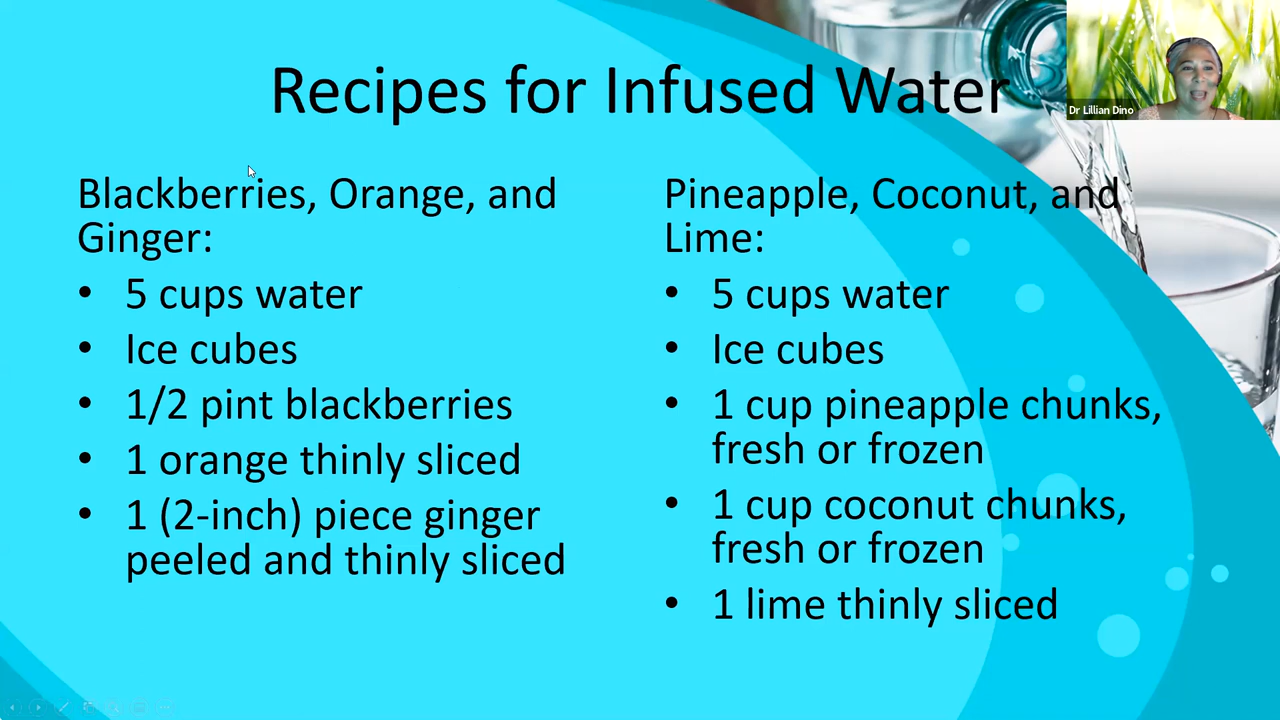 Recipes for Infused Water
Dr Lillian Dino
Blackberries, Orange, and
Ginger:
• 5 cups water
• Ice cubes
• 1/2 pint blackberries
• 1 orange thinly sliced
• 1 (2-inch) piece ginger
peeled and thinly sliced
Pineapple, Coconut, and
Lime:
• 5 cups water
• Ice cubes
• 1 cup pineapple chunks,
fresh or frozen
• 1 cup coconut chunks,
fresh or frozen
• 1 lime thinly sliced